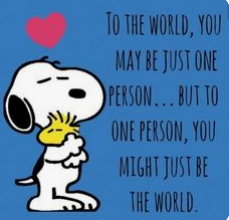 TO THE WORLD, YOU
MAY BE JUST ONE
PERSON... BUT TO
ONE PERSON, YOU
MIGHT JUST BE
THE WORLD.